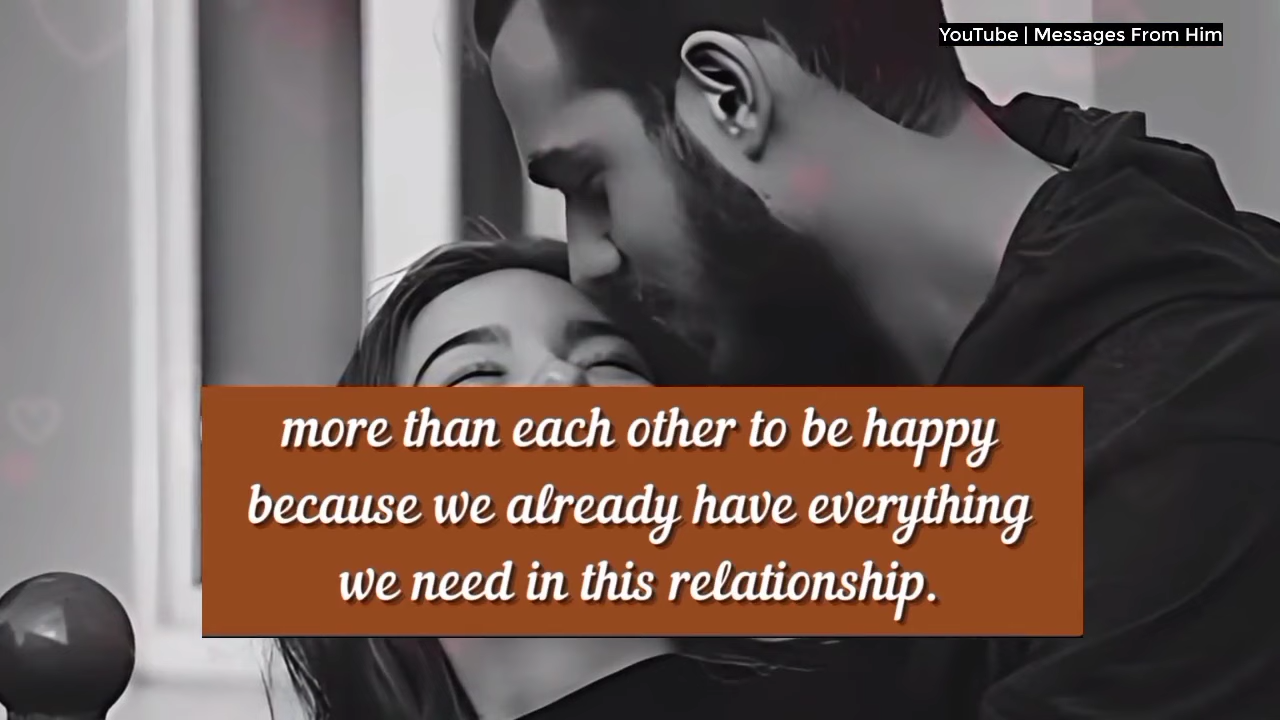 YouTube | Messages From Him
more than each other to be happy
because we already have everything
we need in this relationship.